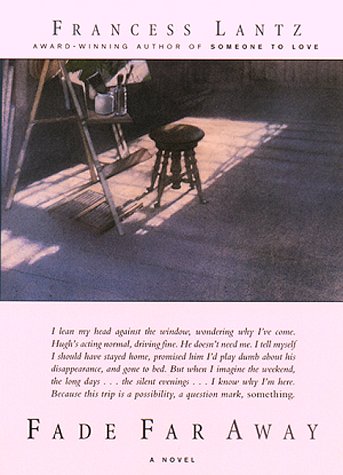 FRANCESS LANTZ
AWARD-WINNING AUTHOR OF SOMEONE TO LOVE
I lean my head against the window, wondering why I've come.
Hugh's acting normal, driving fine. He doesn't need me. I tell myself
I should have stayed home, promised him I'd play dumb about his
disappearance, and gone to bed. But when I imagine the weekend,
the long days . . . the silent evenings . . . I know why I'm here.
Because this trip is a possibility, a question mark, something.
FADE FAR AWAY
A NOVEL